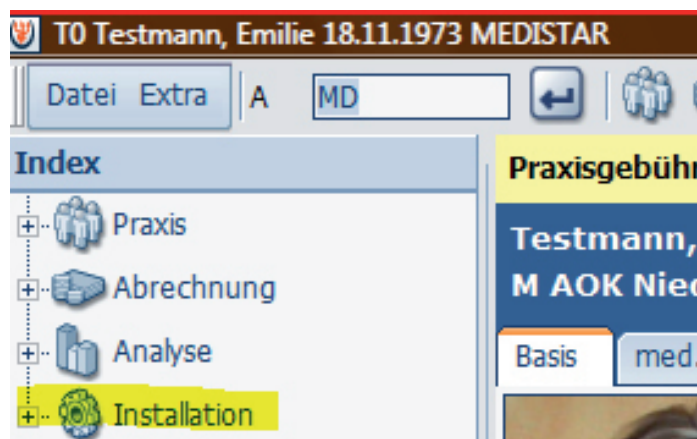 T0 Testmann, Emilie 18.11.1973 MEDISTAR
Datei Extra A MD
Index
Praxis
Abrechnung
Analyse
Installation
Praxisgebühr
Testmann,
M AOK
Basis med.